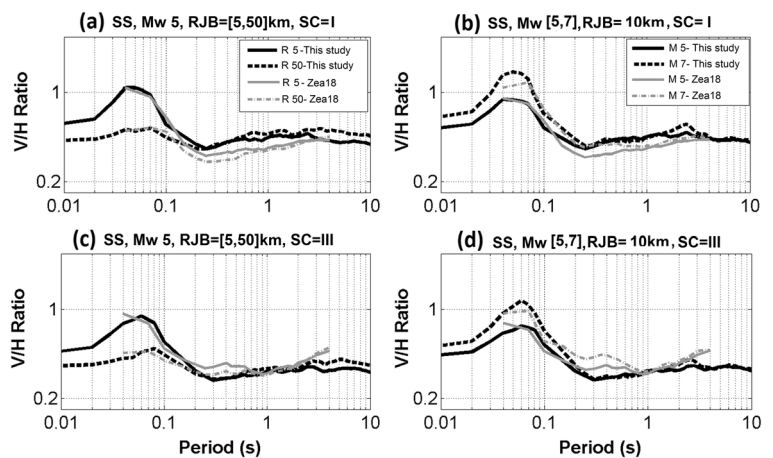 (a) SS, Mw 5, RJB=[5,50]km, SC=I
R 5-This study
R 50-This study
R 5-Zea18
R 50-Zea18
V/H Ratio
1
0.2
0.01 0.1 1 10
(b) SS, Mw [5,7],RJB= 10km, SC= I
M 5-This study
M 7-This study
M 5-Zea18
M 7-Zea18
V/H Ratio
1
0.2
0.01 0.1 1 10
(c) SS, Mw 5, RJB=[5,50]km, SC=III
V/H Ratio
1
0.2
0.01 0.1 1 10
Period (s)
(d) SS, Mw [5,7],RJB= 10km, SC=III
V/H Ratio
1
0.2
0.01 0.1 1 10
Period (s)